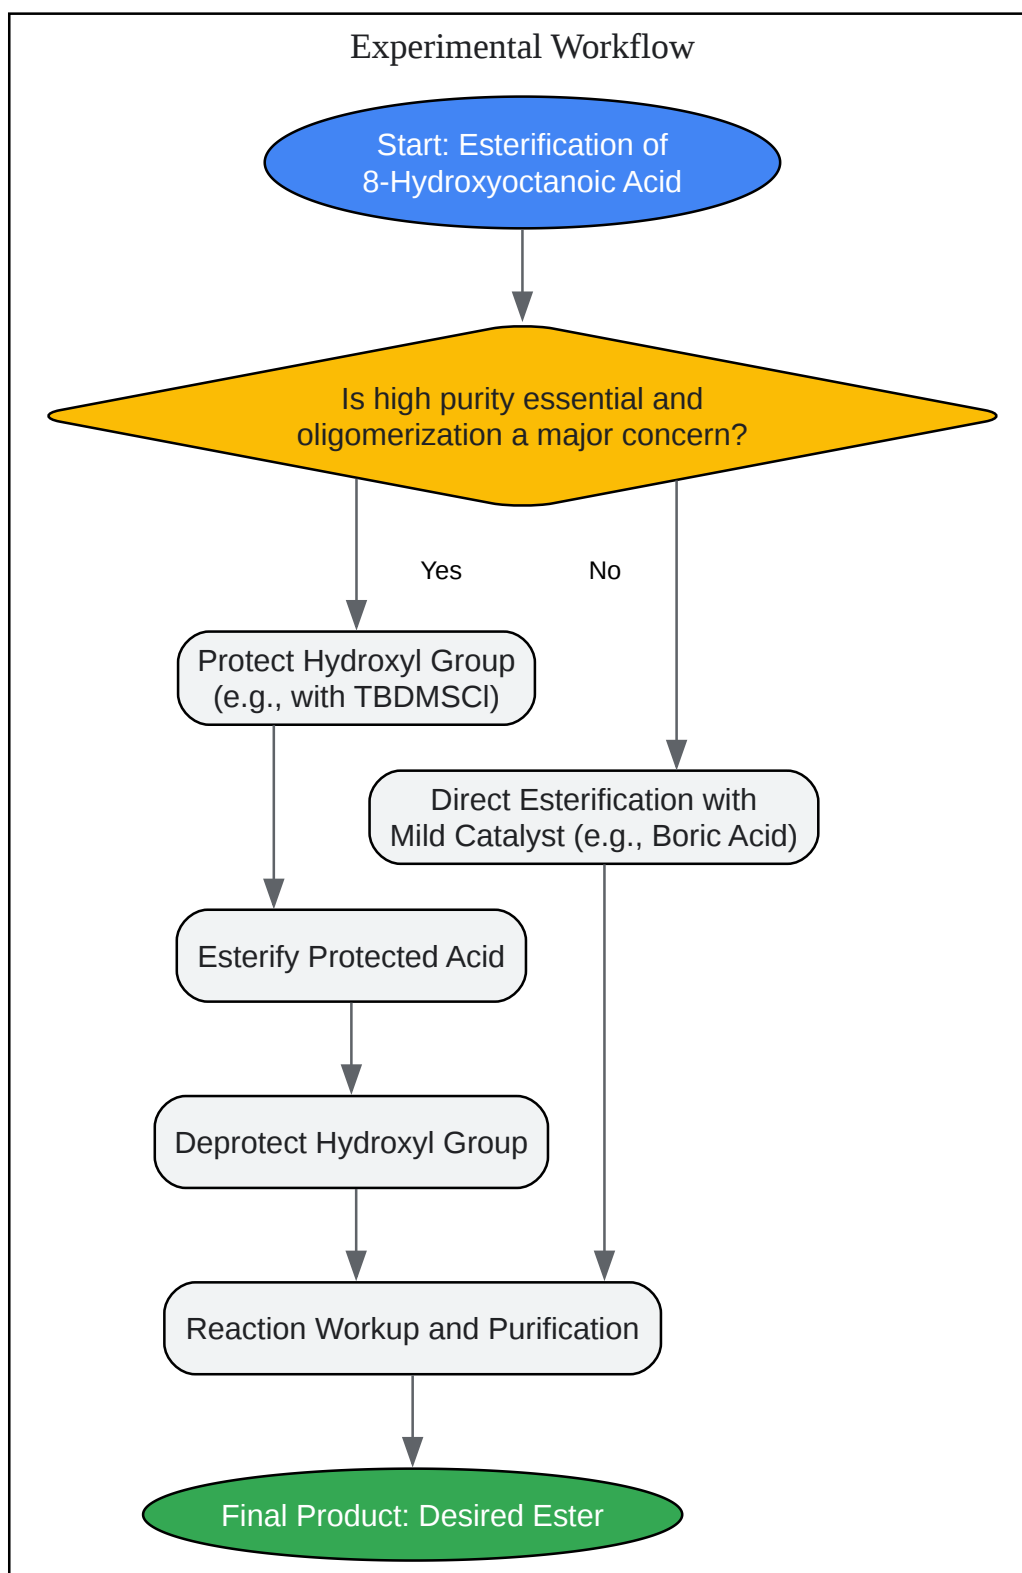 Experimental Workflow
Start: Esterification of
8-Hydroxyoctanoic Acid
Is high purity essential and
oligomerization a major concern?
Yes
No
Protect Hydroxyl Group
(e.g., with TBDMSCl)
Direct Esterification with
Mild Catalyst (e.g., Boric Acid)
Esterify Protected Acid
Deprotect Hydroxyl Group
Reaction Workup and Purification
Final Product: Desired Ester